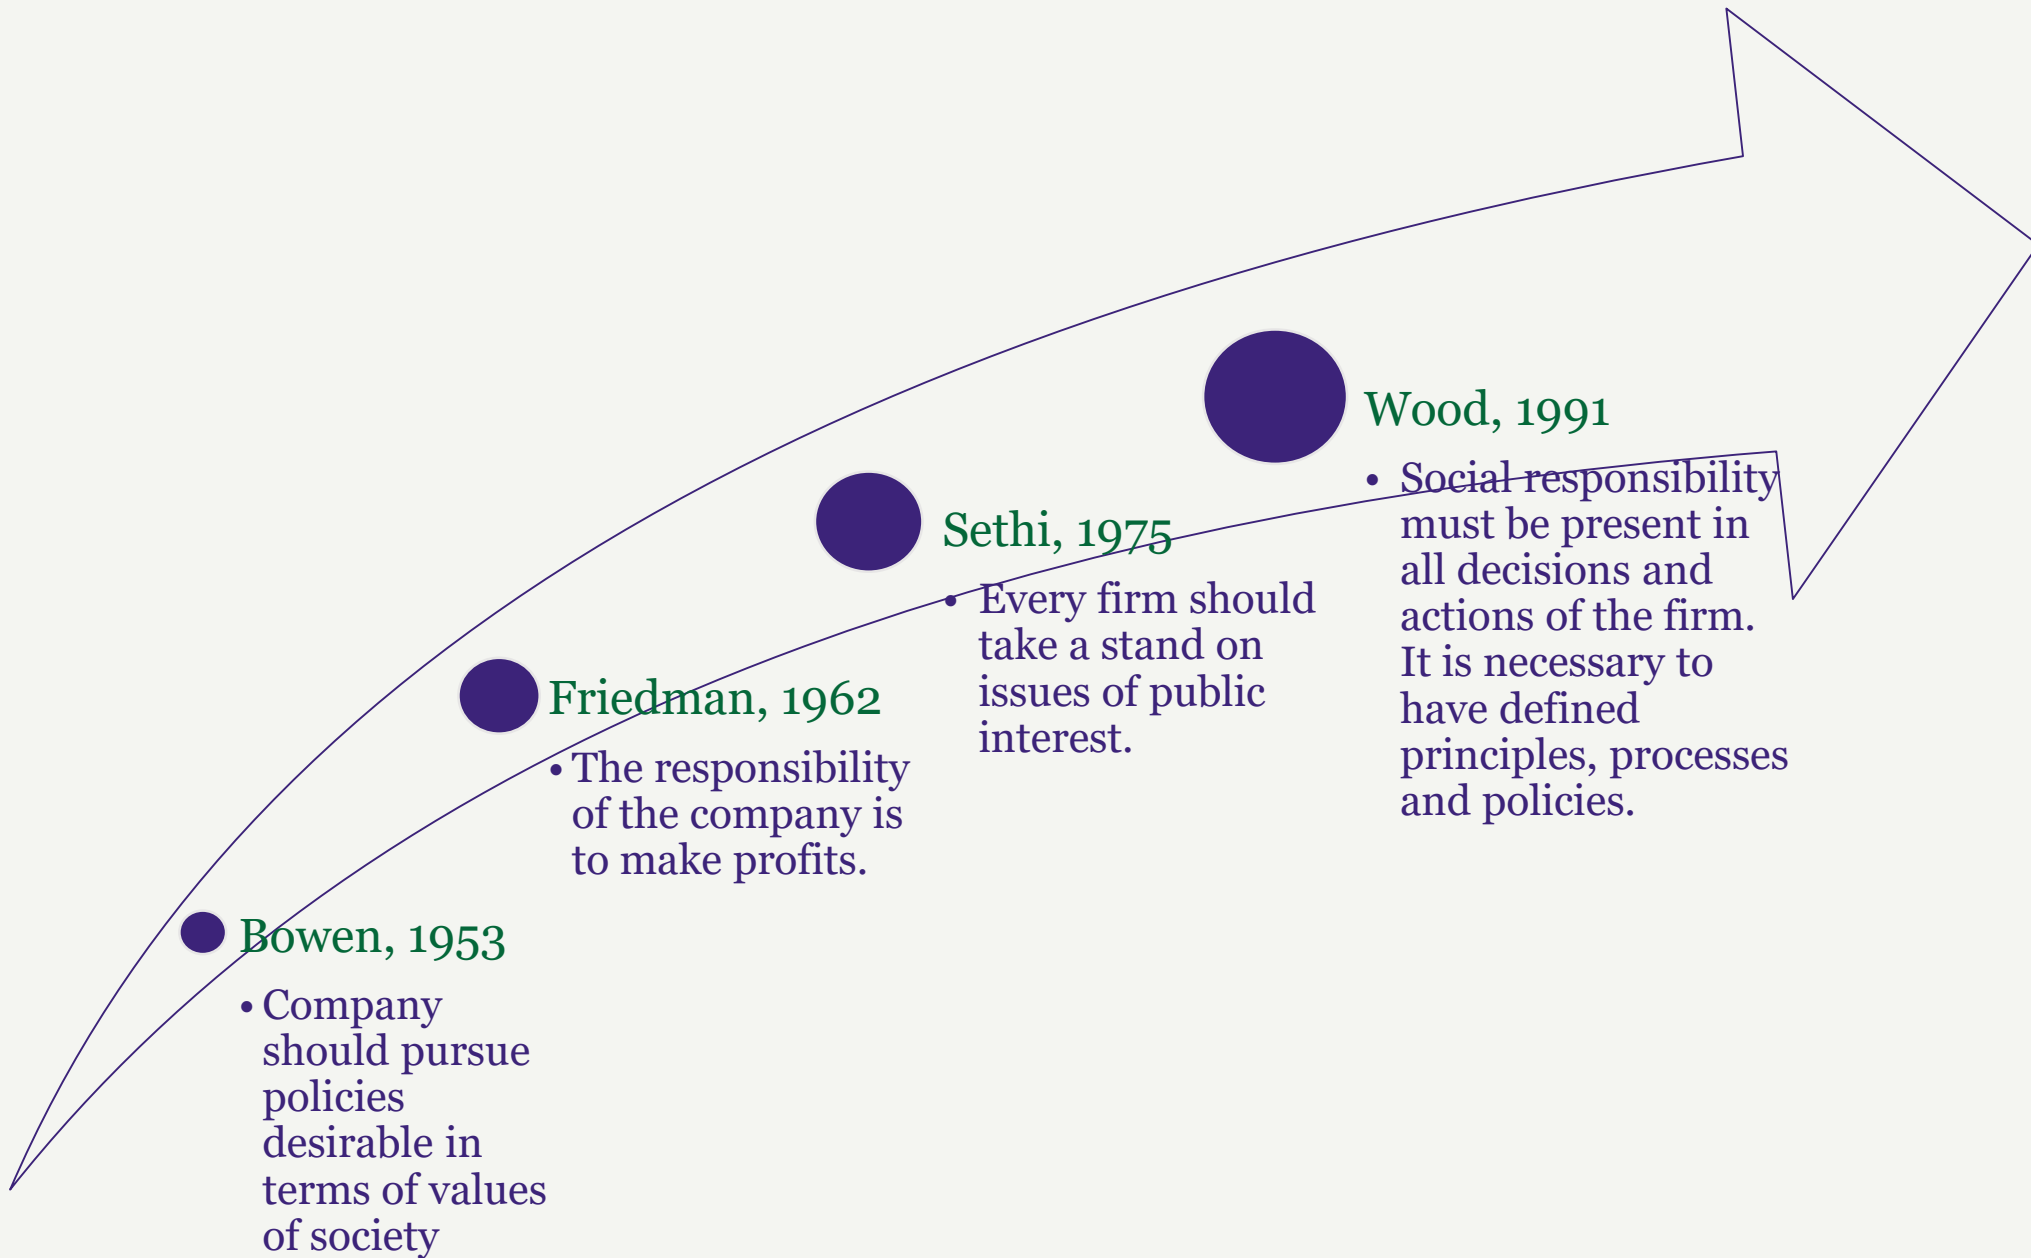 Bowen, 1953
• Company
should pursue
policies
desirable in
terms of values
of society
Friedman, 1962
• The responsibility
of the company is
to make profits.
Sethi, 1975
• Every firm should
take a stand on
issues of public
interest.
Wood, 1991
• Social responsibility
must be present in
all decisions and
actions of the firm.
It is necessary to
have defined
principles, processes
and policies.